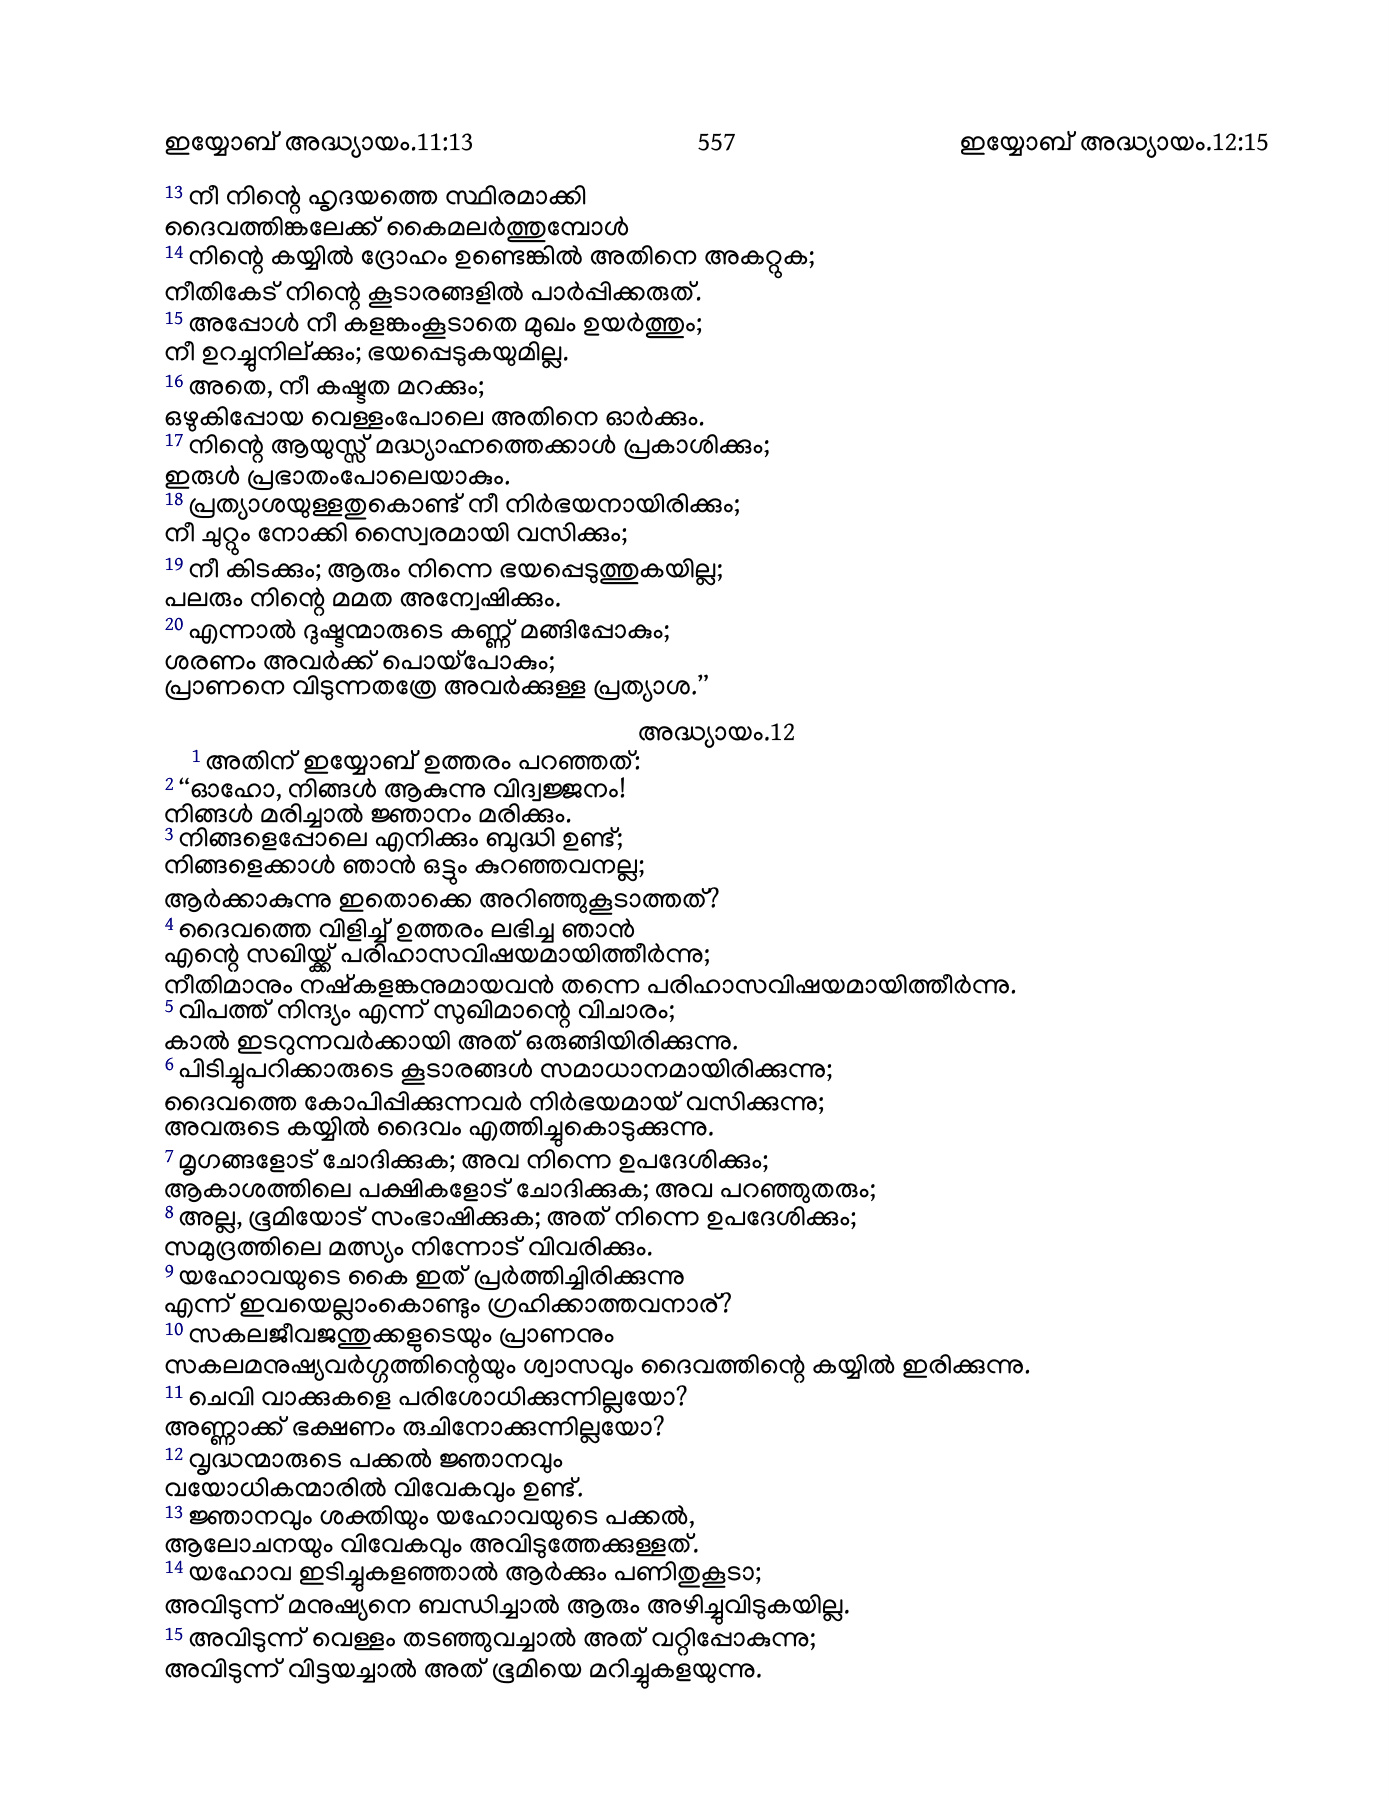 ഇയ്യോബ് അദ്ധ്യായം.11:13 557 ഇയ്യോബ് അദ്ധ്യായം.12:15
13 നീ നിന്റെ ഹൃദയത്തെ സ്ഥിരമാക്കി
ദൈവത്തിങ്കലേക്ക് കൈമലർത്തുമ്പോൾ
14 നിന്റെ കയ്യിൽ ദ്രോഹം ഉണ്ടെങ്കിൽ അതിനെ അകറ്റുക;
നീതികേട് നിന്റെ കൂടാരങ്ങളിൽ പാർപ്പിക്കരുത്.
15 അപ്പോൾ നീ കളങ്കംകൂടാതെ മുഖം ഉയർത്തും;
നീ ഉറച്ചുനില്ക്കും; ഭയപ്പെടുകയുമില്ല.
16 അതെ, നീ കഷ്ടത മറക്കും;
ഒഴുകിപ്പോയ വെള്ളംപോലെ അതിനെ ഓർക്കും.
17 നിന്റെ ആയുസ്സ് മദ്ധ്യാഹ്നത്തെക്കാൾ പ്രകാശിക്കും;
ഇരുൾ പ്രഭാതംപോലെയാകും.
18 പ്രത്യാശയുള്ളതുകൊണ്ട് നീ നിർഭയനായിരിക്കും;
നീ ചുറ്റും നോക്കി സ്വൈരമായി വസിക്കും;
19 നീ കിടക്കും; ആരും നിന്നെ ഭയപ്പെടുത്തുകയില്ല;
പലരും നിന്റെ മമത അന്വേഷിക്കും.
20 എന്നാൽ ദുഷ്ടന്മാരുടെ കണ്ണ് മങ്ങിപ്പോകും;
ശരണം അവർക്ക് പൊയ്പോകും;
പ്രാണനെ വിടുന്നതത്രേ അവർക്കുള്ള പ്രത്യാശ.”
അദ്ധ്യായം.12
1 അതിന് ഇയ്യോബ് ഉത്തരം പറഞ്ഞത്:
2 “ഓഹോ, നിങ്ങൾ ആകുന്നു വിദ്വജ്ജനം!
നിങ്ങൾ മരിച്ചാൽ ജ്ഞാനം മരിക്കും.
3 നിങ്ങളെപ്പോലെ എനിക്കും ബുദ്ധി ഉണ്ട്;
നിങ്ങളെക്കാൾ ഞാൻ ഒട്ടും കുറഞ്ഞവനല്ല;
ആർക്കാകുന്നു ഇതൊക്കെ അറിഞ്ഞുകൂടാത്തത്?
4 ദൈവത്തെ വിളിച്ച് ഉത്തരം ലഭിച്ച ഞാൻ
എന്റെ സഖിയ്ക്ക് പരിഹാസവിഷയമായിത്തീർന്നു;
നീതിമാനും നഷ്കളങ്കനുമായവൻ തന്നെ പരിഹാസവിഷയമായിത്തീർന്നു.
5 വിപത്ത് നിന്ദ്യം എന്ന് സുഖിമാന്റെ വിചാരം;
കാൽ ഇടറുന്നവർക്കായി അത് ഒരുങ്ങിയിരിക്കുന്നു.
6 പിടിച്ചുപറിക്കാരുടെ കൂടാരങ്ങൾ സമാധാനമായിരിക്കുന്നു;
ദൈവത്തെ കോപിപ്പിക്കുന്നവർ നിർഭയമായ് വസിക്കുന്നു;
അവരുടെ കയ്യിൽ ദൈവം എത്തിച്ചുകൊടുക്കുന്നു.
7 മൃഗങ്ങളോട് ചോദിക്കുക; അവ നിന്നെ ഉപദേശിക്കും;
ആകാശത്തിലെ പക്ഷികളോട് ചോദിക്കുക; അവ പറഞ്ഞുതരും;
8 അല്ല, ഭൂമിയോട് സംഭാഷിക്കുക; അത് നിന്നെ ഉപദേശിക്കും;
സമുദ്രത്തിലെ മത്സ്യം നിന്നോട് വിവരിക്കും.
9 യഹോവയുടെ കൈ ഇത് പ്രർത്തിച്ചിരിക്കുന്നു
എന്ന് ഇവയെല്ലാംകൊണ്ടും ഗ്രഹിക്കാത്തവനാര്?
10 സകലജീവജന്തുക്കളുടെയും പ്രാണനും
സകലമനുഷ്യവർഗ്ഗത്തിന്റെയും ശ്വാസവും ദൈവത്തിന്റെ കയ്യിൽ ഇരിക്കുന്നു.
11 ചെവി വാക്കുകളെ പരിശോധിക്കുന്നില്ലയോ?
അണ്ണാക്ക് ഭക്ഷണം രുചിനോക്കുന്നില്ലയോ?
12 വൃദ്ധന്മാരുടെ പക്കൽ ജ്ഞാനവും
വയോധികന്മാരിൽ വിവേകവും ഉണ്ട്.
13 ജ്ഞാനവും ശക്തിയും യഹോവയുടെ പക്കൽ,
ആലോചനയും വിവേകവും അവിടുത്തേക്കുള്ളത്.
14 യഹോവ ഇടിച്ചുകളഞ്ഞാൽ ആർക്കും പണിതുകൂടാ;
അവിടുന്ന് മനുഷ്യനെ ബന്ധിച്ചാൽ ആരും അഴിച്ചുവിടുകയില്ല.
15 അവിടുന്ന് വെള്ളം തടഞ്ഞുവച്ചാൽ അത് വറ്റിപ്പോകുന്നു;
അവിടുന്ന് വിട്ടയച്ചാൽ അത് ഭൂമിയെ മറിച്ചുകളയുന്നു.